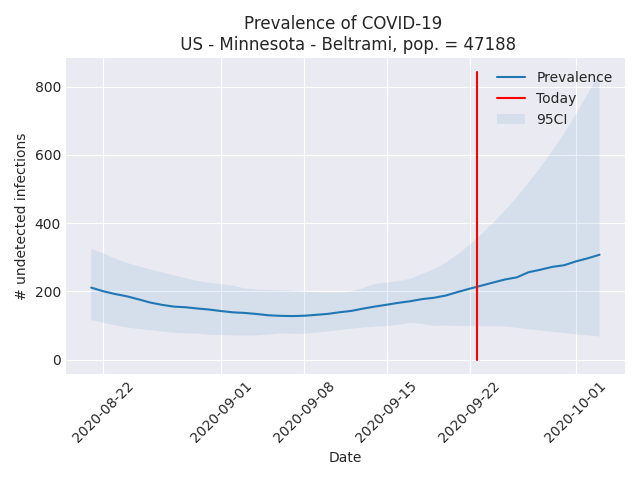 Prevalence of COVID-19
US - Minnesota - Beltrami, pop. = 47188
Prevalence
Today
95CI
# undetected infections
800
600
400
200
0
2020-08-22
2020-09-01
2020-09-08
2020-09-15
2020-09-22
2020-10-01
Date